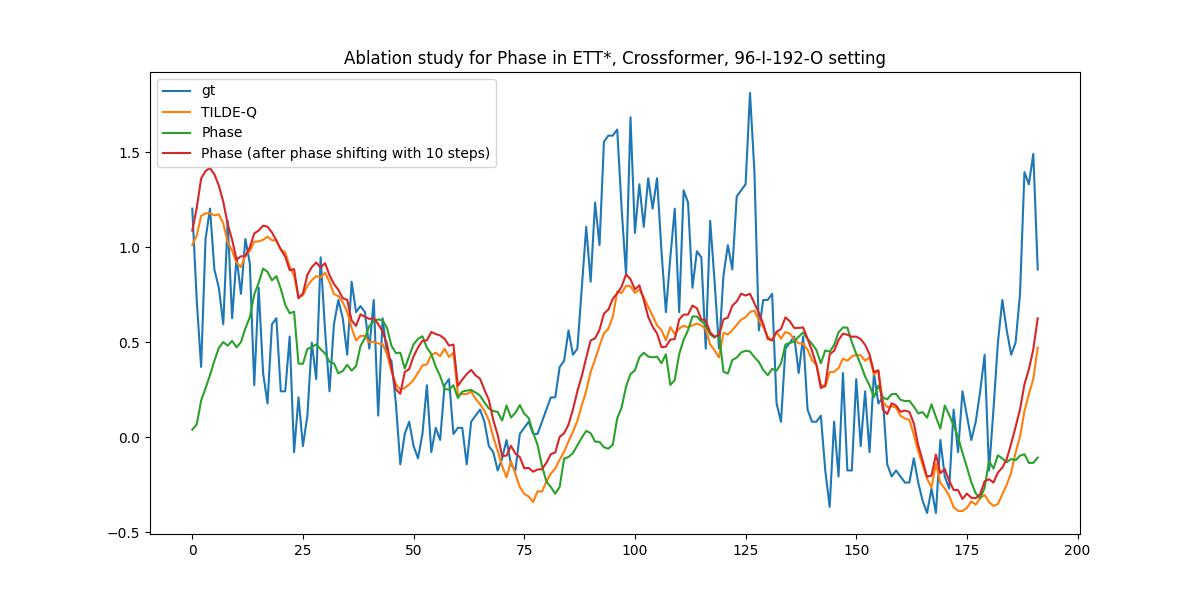 Ablation study for Phase in ETT*, Crossformer, 96-I-192-O setting
gt
TILDE-Q
Phase
Phase (after phase shifting with 10 steps)
1.5
1.0
0.5
0.0
−0.5
0 25 50 75 100 125 150 175 200